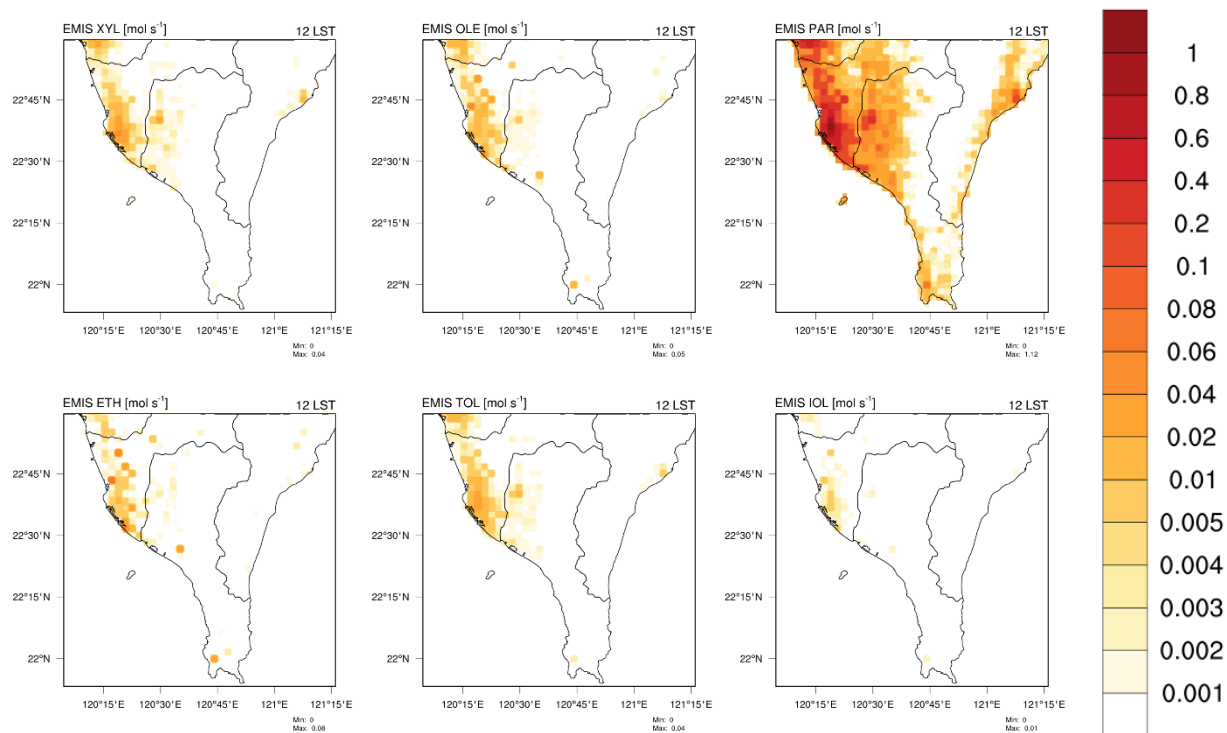 EMIS XYL [mol s⁻¹] 12 LST
22°45'N
22°30'N
22°15'N
22°N
120°15'E 120°30'E 120°45'E 121°E 121°15'E
Min: 0
Max: 0.04
EMIS OLE [mol s⁻¹] 12 LST
22°45'N
22°30'N
22°15'N
22°N
120°15'E 120°30'E 120°45'E 121°E 121°15'E
Min: 0
Max: 0.05
EMIS PAR [mol s⁻¹] 12 LST
22°45'N
22°30'N
22°15'N
22°N
120°15'E 120°30'E 120°45'E 121°E 121°15'E
Min: 0
Max: 1.12
EMIS ETH [mol s⁻¹] 12 LST
22°45'N
22°30'N
22°15'N
22°N
120°15'E 120°30'E 120°45'E 121°E 121°15'E
Min: 0
Max: 0.08
EMIS TOL [mol s⁻¹] 12 LST
22°45'N
22°30'N
22°15'N
22°N
120°15'E 120°30'E 120°45'E 121°E 121°15'E
Min: 0
Max: 0.04
EMIS IOL [mol s⁻¹] 12 LST
22°45'N
22°30'N
22°15'N
22°N
120°15'E 120°30'E 120°45'E 121°E 121°15'E
Min: 0
Max: 0.01
1
0.8
0.6
0.4
0.2
0.1
0.08
0.06
0.04
0.02
0.01
0.005
0.004
0.003
0.002
0.001